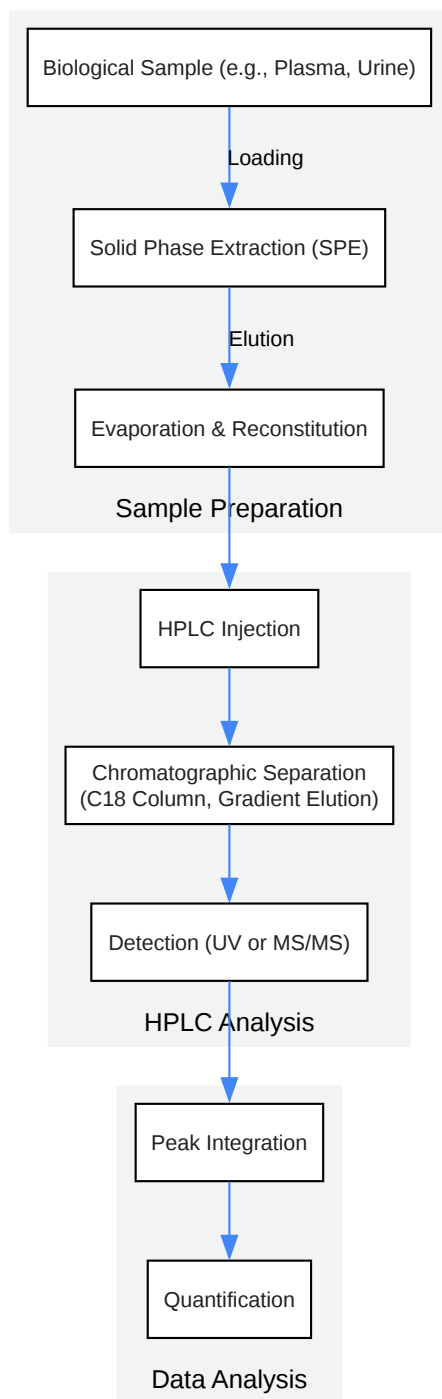 Biological Sample (e.g., Plasma, Urine)
Loading
Solid Phase Extraction (SPE)
Elution
Evaporation & Reconstitution
Sample Preparation
HPLC Injection
Chromatographic Separation
(C18 Column, Gradient Elution)
Detection (UV or MS/MS)
HPLC Analysis
Peak Integration
Quantification
Data Analysis